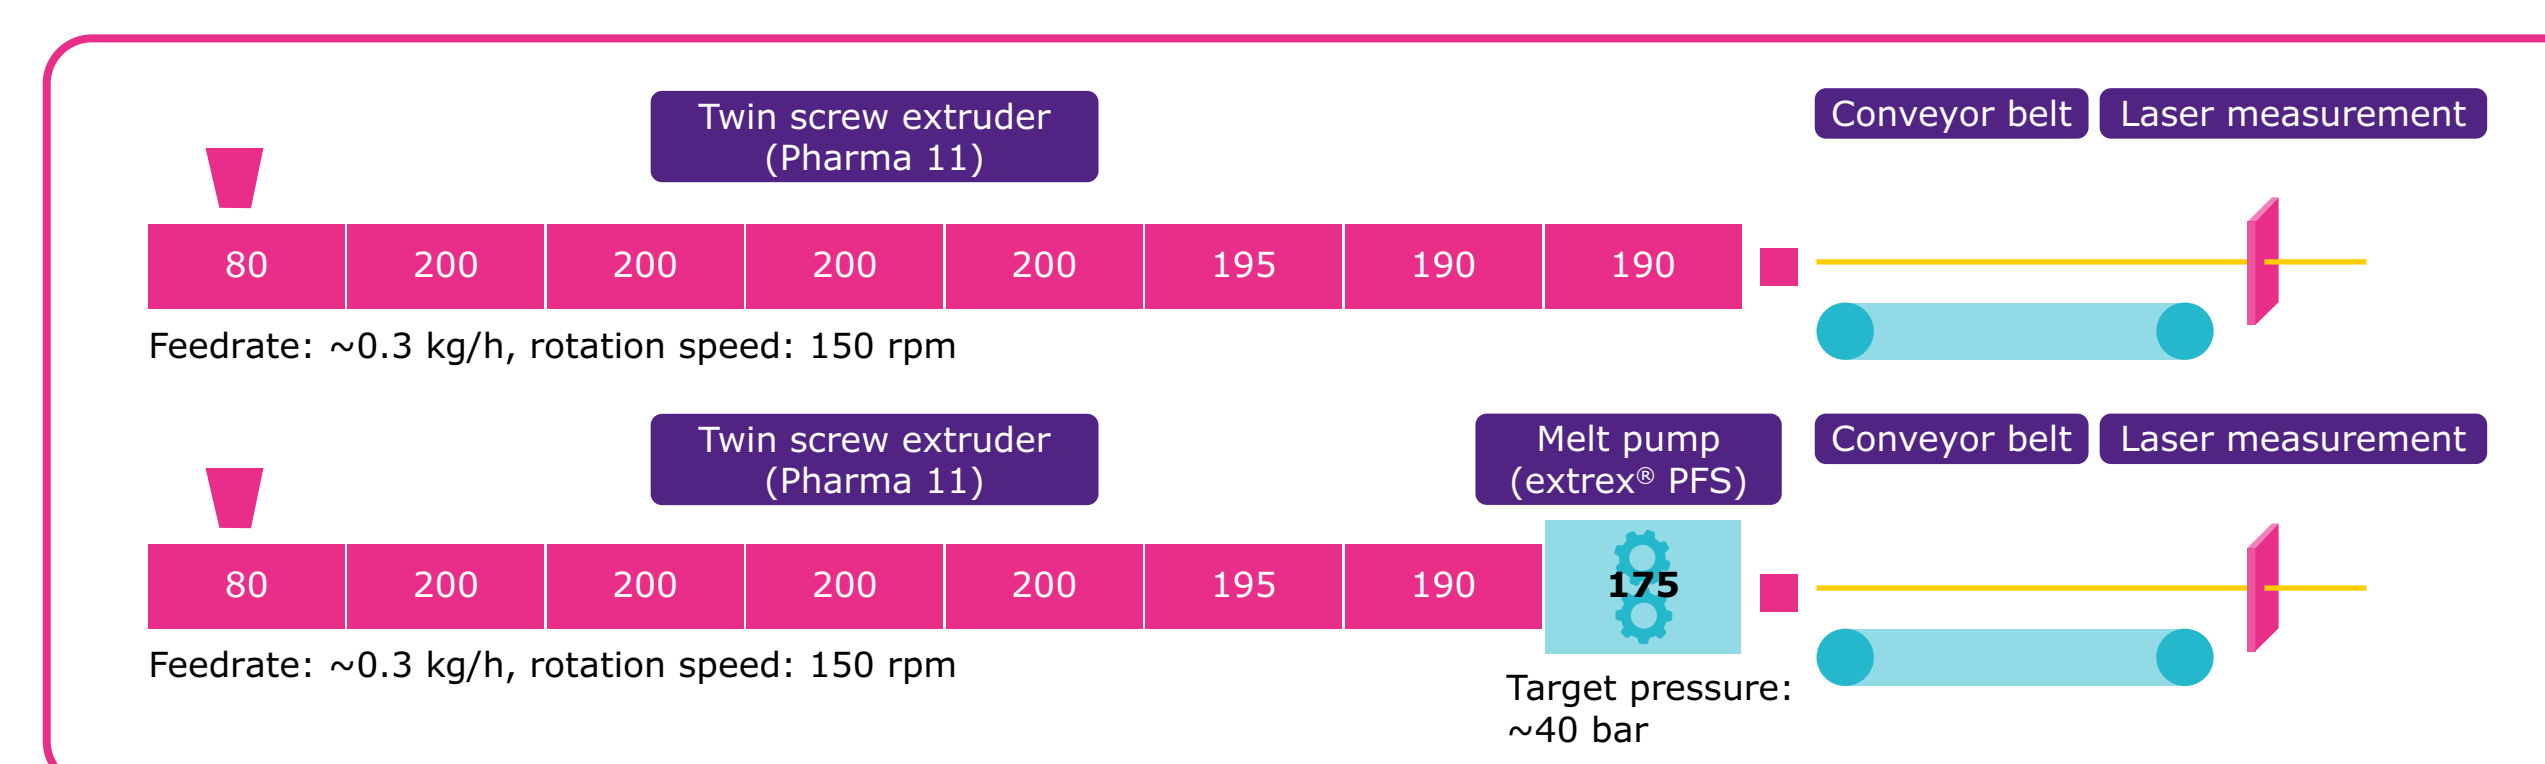 Twin screw extruder
(Pharma 11)
Conveyor belt
Laser measurement
80 200 200 200 200 195 190 190
Feedrate: ~0.3 kg/h, rotation speed: 150 rpm
Twin screw extruder
(Pharma 11)
Melt pump
(extrex® PFS)
Conveyor belt
Laser measurement
80 200 200 200 200 195 190 175
Feedrate: ~0.3 kg/h, rotation speed: 150 rpm
Target pressure:
~40 bar